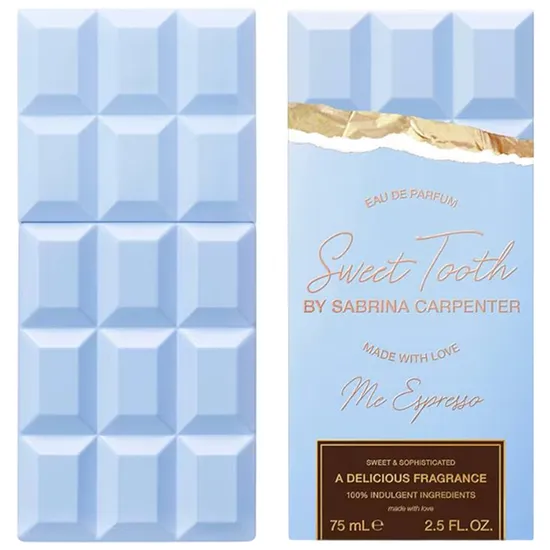 EAU DE PARFUM
Sweet Tooth
BY SABRINA CARPENTER
MADE WITH LOVE
Me Espresso
SWEET & SOPHISTICATED
A DELICIOUS FRAGRANCE
100% INDULGENT INGREDIENTS
made with love
75 mL ℮ 2.5 FL.OZ.